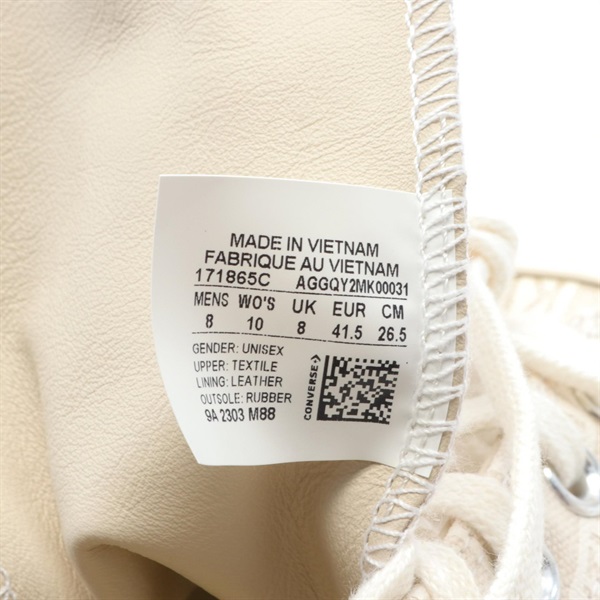 MADE IN VIETNAM
FABRIQUE AU VIETNAM
171865C AGGQY2MK00031
MENS WO'S UK EUR CM
8 10 8 41.5 26.5
GENDER: UNISEX
UPPER: TEXTILE
LINING: LEATHER
OUTSOLE: RUBBER
9A 2303 M88
CONVERSE